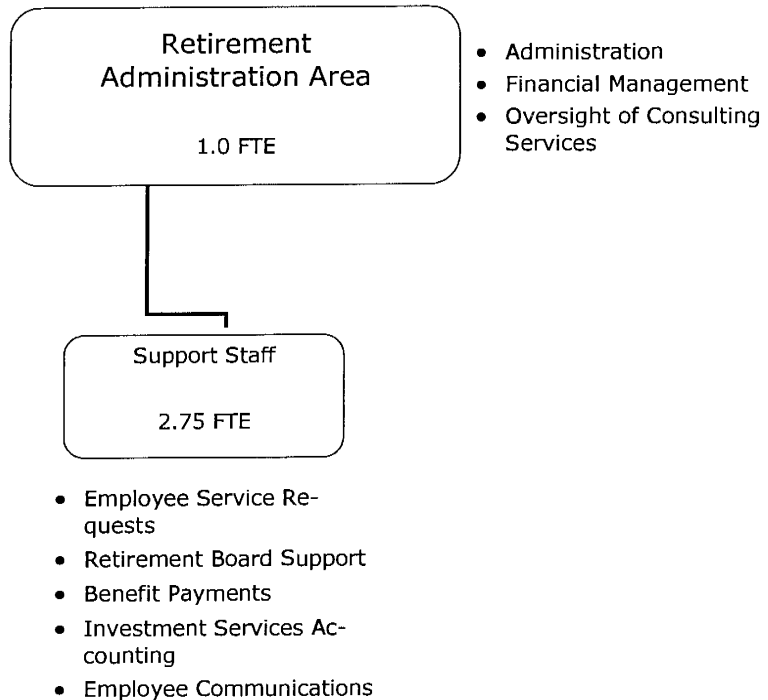 Retirement
Administration Area
1.0 FTE
• Administration
• Financial Management
• Oversight of Consulting
Services
Support Staff
2.75 FTE
• Employee Service Re-
quests
• Retirement Board Support
• Benefit Payments
• Investment Services Ac-
counting
• Employee Communications